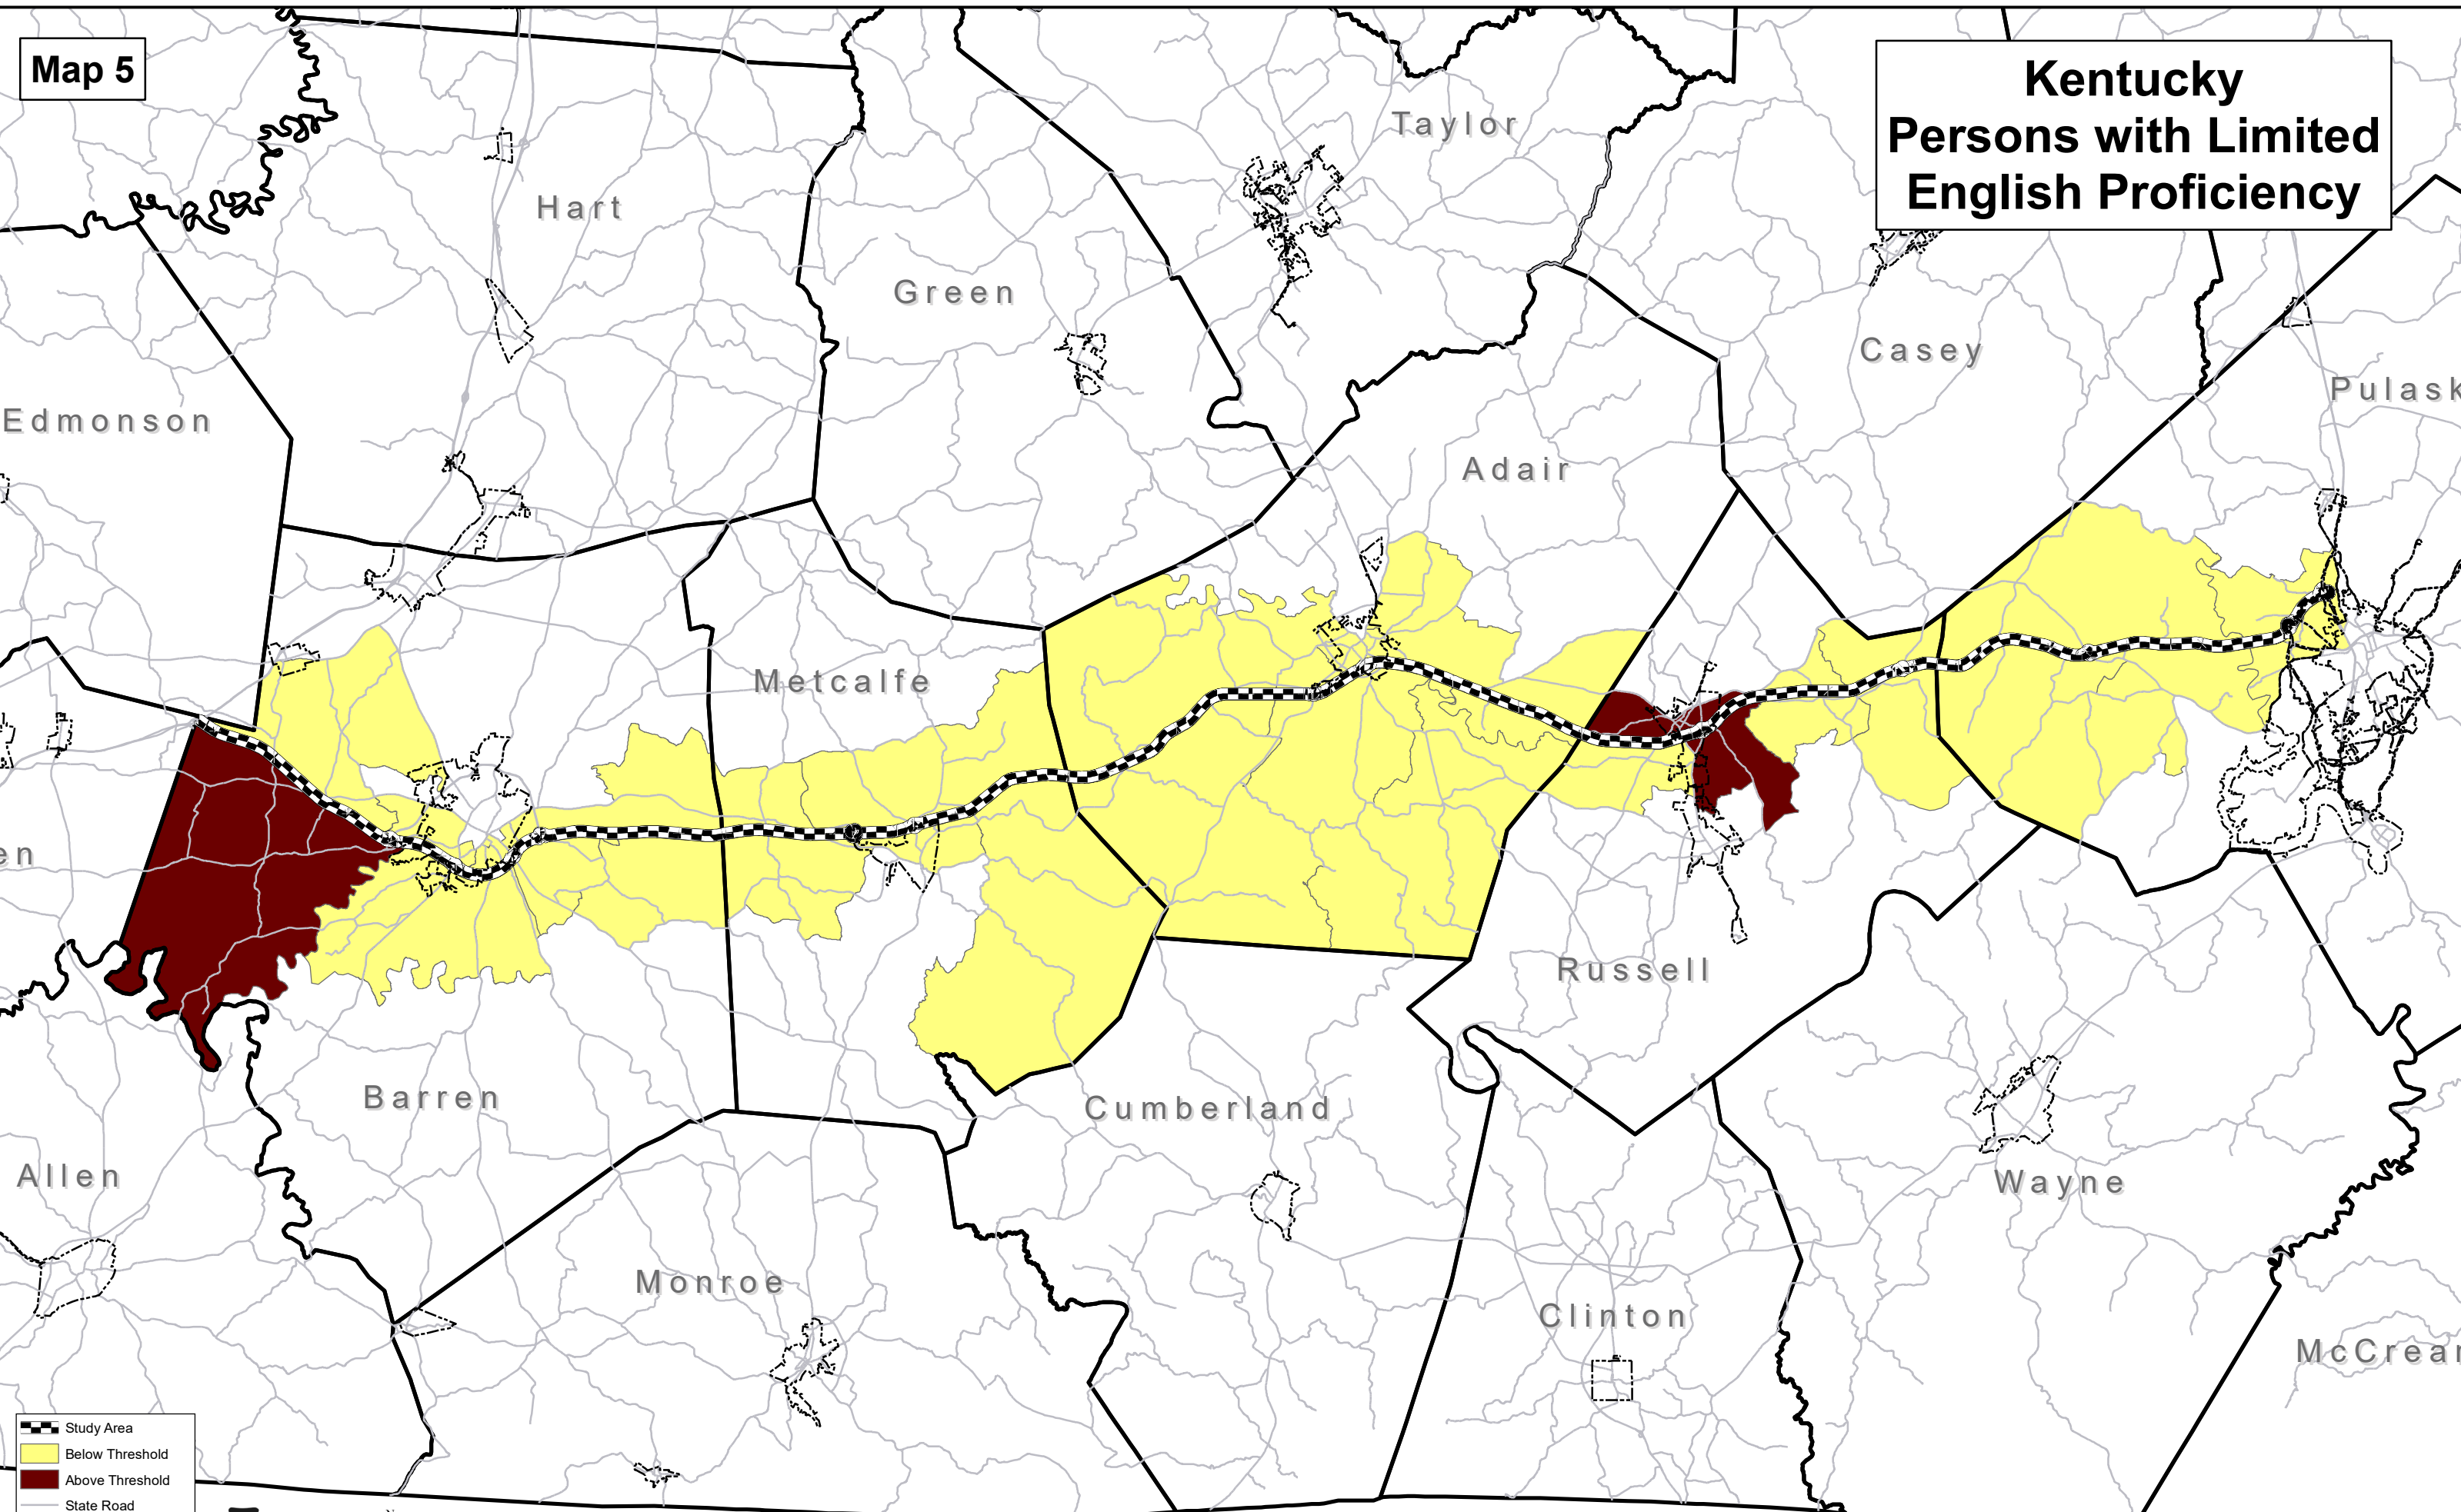 Map 5
Kentucky
Persons with Limited
English Proficiency
Taylor
Hart
Green
Casey
Pulask
Edmonson
Adair
Metcalfe
en
Russell
Barren
Cumberland
Allen
Wayne
Monroe
Clinton
McCrear
Study Area
Below Threshold
Above Threshold
State Road